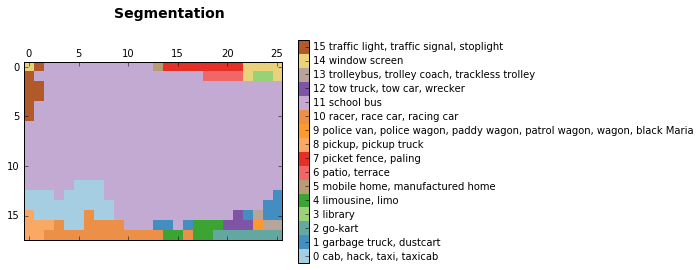 Segmentation
0 5 10 15 20 25
0
5
10
15
15 traffic light, traffic signal, stoplight
14 window screen
13 trolleybus, trolley coach, trackless trolley
12 tow truck, tow car, wrecker
11 school bus
10 racer, race car, racing car
9 police van, police wagon, paddy wagon, patrol wagon, wagon, black Maria
8 pickup, pickup truck
7 picket fence, paling
6 patio, terrace
5 mobile home, manufactured home
4 limousine, limo
3 library
2 go-kart
1 garbage truck, dustcart
0 cab, hack, taxi, taxicab